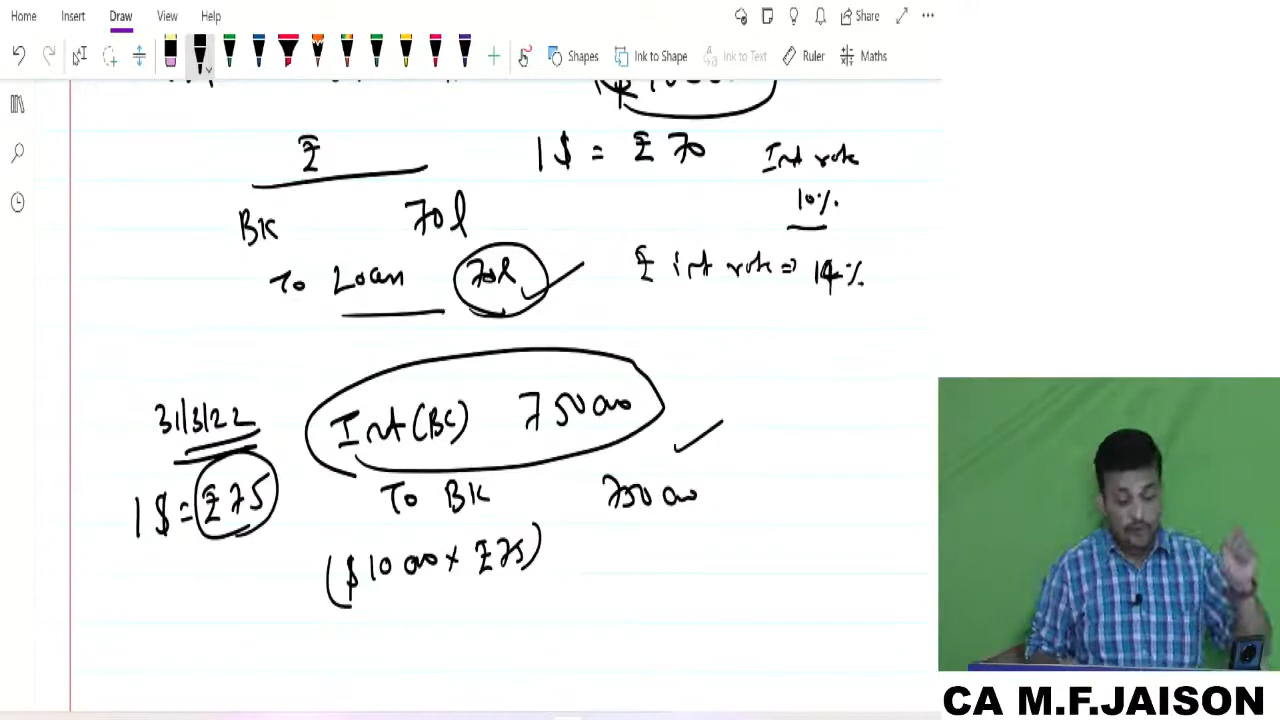 Home Insert Draw View Help Share
Shapes Ink to Shape Ink to Text Ruler Maths
₹ 1$ = ₹ 70 Int rate
10%
BK 70l
To Loan 70l ₹ int rate ⇒ 14%
31/3/22 Int (BC) 750000
1$ = ₹75 To BK 750000
($10000 × ₹75)
CA M.F.JAISON